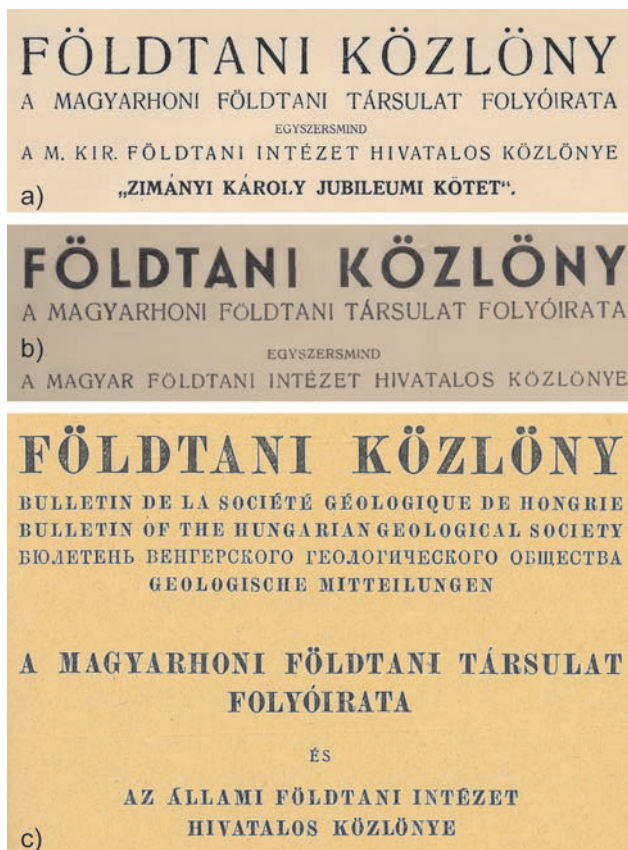 FÖLDTANI KÖZLÖNY
A MAGYARHONI FÖLDTANI TÁRSULAT FOLYÓIRATA
EGYSZERSMIND
A M. KIR. FÖLDTANI INTÉZET HIVATALOS KÖZLÖNYE
„ZIMÁNYI KÁROLY JUBILEUMI KÖTET“.
a)
FÖLDTANI KÖZLÖNY
A MAGYARHONI FÖLDTANI TÁRSULAT FOLYÓIRATA
b)
EGYSZERSMIND
A MAGYAR FÖLDTANI INTÉZET HIVATALOS KÖZLÖNYE
FÖLDTANI KÖZLÖNY
BULLETIN DE LA SOCIÉTÉ GÉOLOGIQUE DE HONGRIE
BULLETIN OF THE HUNGARIAN GEOLOGICAL SOCIETY
БЮЛЕТЕНЬ ВЕНГЕРСКОГО ГЕОЛОГИЧЕСКОГО ОБЩЕСТВА
GEOLOGISCHE MITTEILUNGEN
A MAGYARHONI FÖLDTANI TÁRSULAT
FOLYÓIRATA
ÉS
AZ ÁLLAMI FÖLDTANI INTÉZET
HIVATALOS KÖZLÖNYE
c)